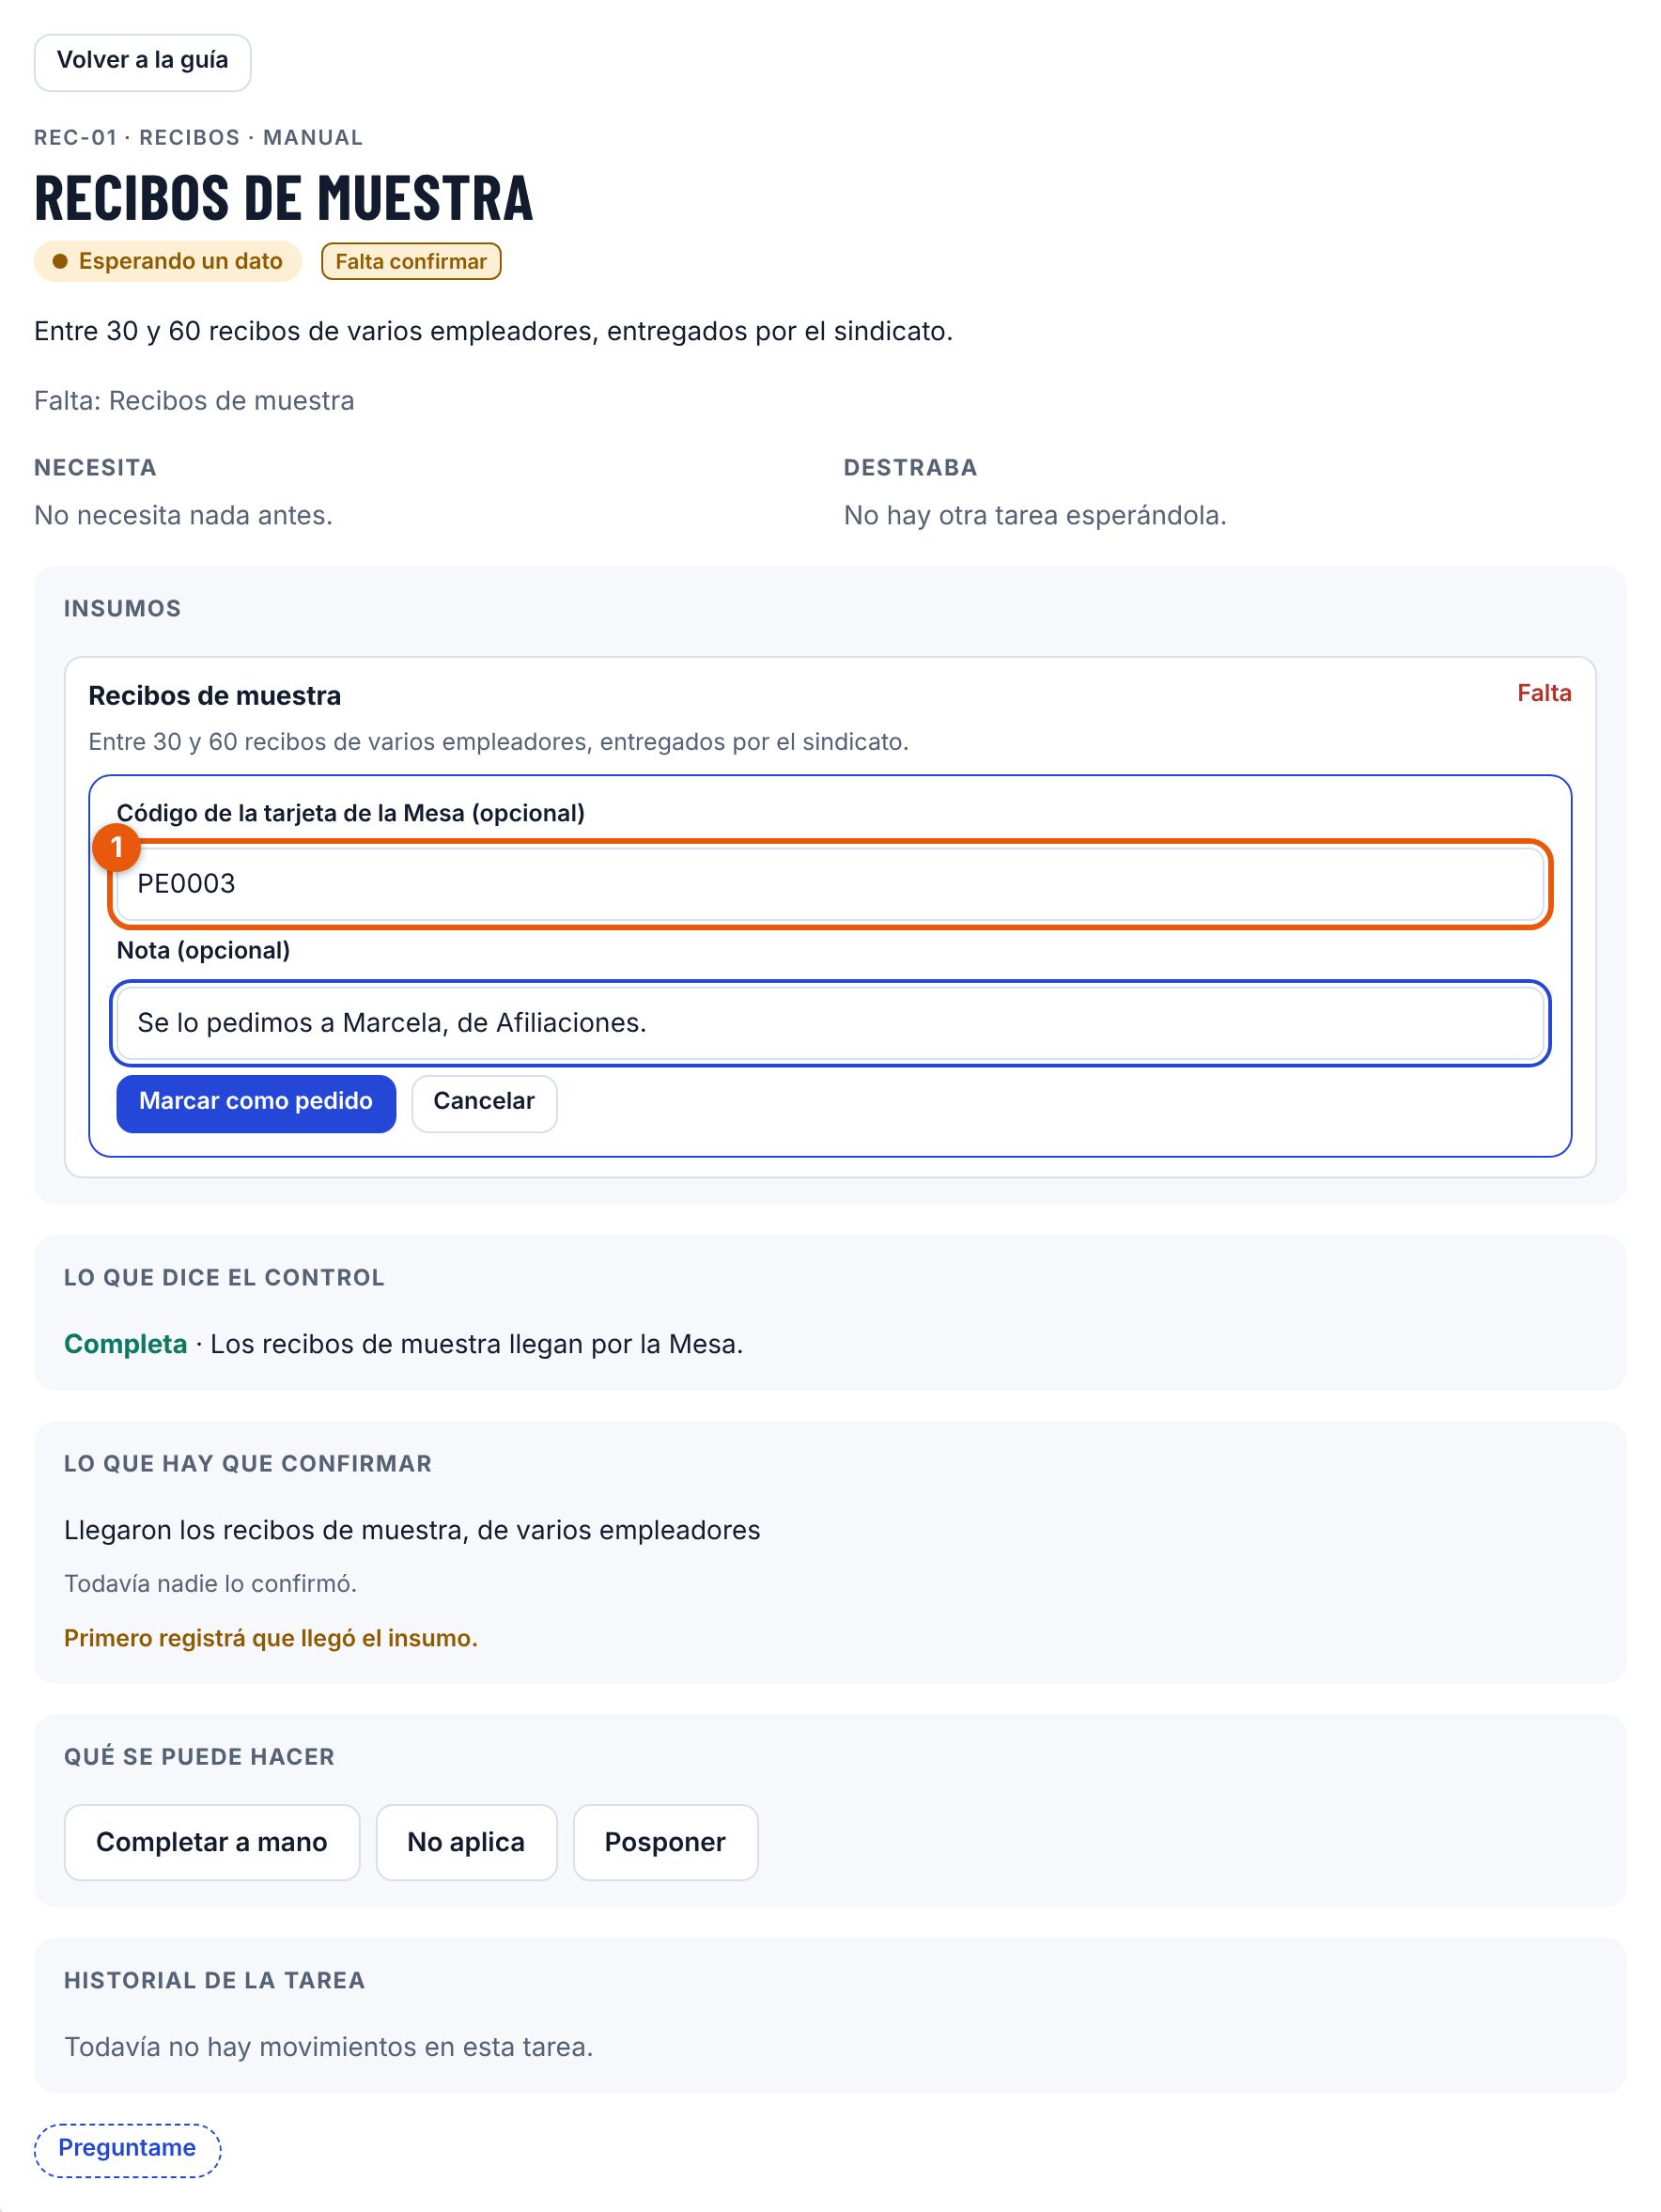 Volver a la guía
REC-01 · RECIBOS · MANUAL
RECIBOS DE MUESTRA
Esperando un dato
Falta confirmar
Entre 30 y 60 recibos de varios empleadores, entregados por el sindicato.
Falta: Recibos de muestra
NECESITA
No necesita nada antes.
DESTRABA
No hay otra tarea esperándola.
INSUMOS
Recibos de muestra
Falta
Entre 30 y 60 recibos de varios empleadores, entregados por el sindicato.
Código de la tarjeta de la Mesa (opcional)
1
PE0003
Nota (opcional)
Se lo pedimos a Marcela, de Afiliaciones.
Marcar como pedido
Cancelar
LO QUE DICE EL CONTROL
Completa · Los recibos de muestra llegan por la Mesa.
LO QUE HAY QUE CONFIRMAR
Llegaron los recibos de muestra, de varios empleadores
Todavía nadie lo confirmó.
Primero registrá que llegó el insumo.
QUÉ SE PUEDE HACER
Completar a mano
No aplica
Posponer
HISTORIAL DE LA TAREA
Todavía no hay movimientos en esta tarea.
Preguntame